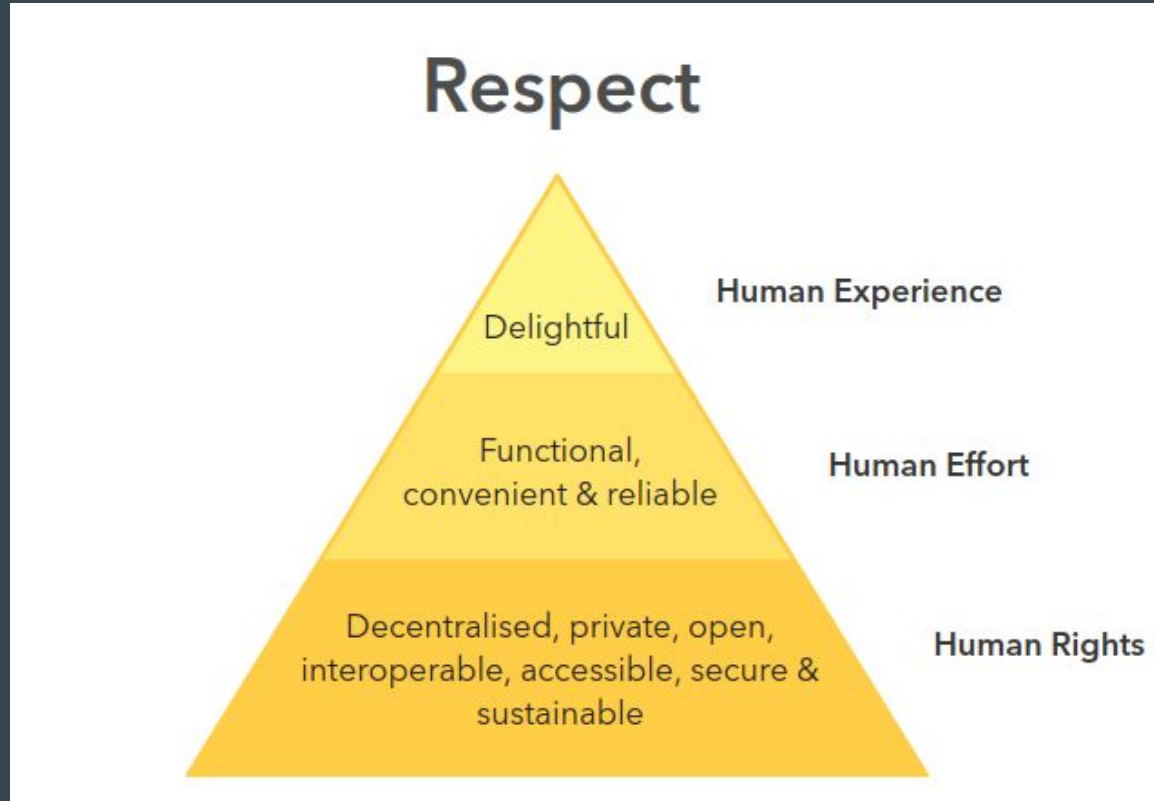 Respect
Human Experience
Delightful
Functional,
convenient & reliable
Human Effort
Decentralised, private, open,
interoperable, accessible, secure &
sustainable
Human Rights